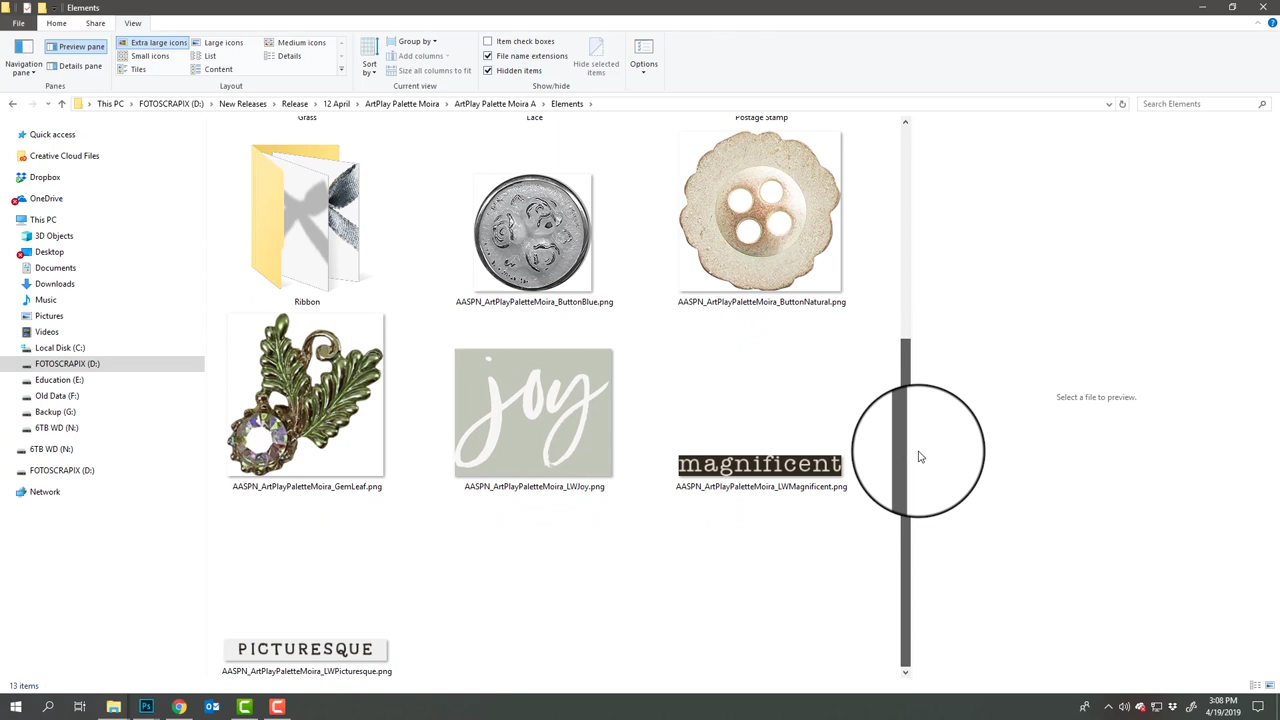 Elements
File Home Share View
Navigation pane
Preview pane
Details pane
Panes
Extra large icons Large icons Medium icons
Small icons List Details
Tiles Content
Layout
Sort by
Group by
Add columns
Size all columns to fit
Current view
Item check boxes
File name extensions
Hidden items
Hide selected items
Show/hide
Options
This PC FOTOSCRAPIX (D:) New Releases Release 12 April ArtPlay Palette Moira ArtPlay Palette Moira A Elements
Search Elements
Quick access
Creative Cloud Files
Dropbox
OneDrive
This PC
3D Objects
Desktop
Documents
Downloads
Music
Pictures
Videos
Local Disk (C:)
FOTOSCRAPIX (D:)
Education (E:)
Old Data (F:)
Backup (G:)
6TB WD (N:)
6TB WD (N:)
FOTOSCRAPIX (D:)
Network
Grass Lace Postage Stamp
Ribbon AASPN_ArtPlayPaletteMoira_ButtonBlue.png AASPN_ArtPlayPaletteMoira_ButtonNatural.png
joy
magnificent
AASPN_ArtPlayPaletteMoira_GemLeaf.png AASPN_ArtPlayPaletteMoira_LWJoy.png AASPN_ArtPlayPaletteMoira_LWMagnificent.png
PICTURESQUE
AASPN_ArtPlayPaletteMoira_LWPicturesque.png
Select a file to preview.
13 items
3:08 PM
4/19/2019